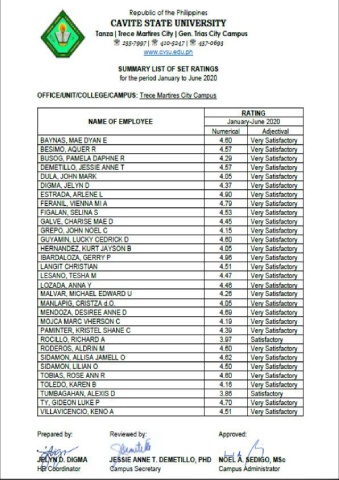 Republic of the Philippines
CAVITE STATE UNIVERSITY
Tanza | Trece Martires City | Gen. Trias City Campus
☎ 235-7997 | ☎ 420-5247 | ☎ 437-0693
www.cvsu.edu.ph
SUMMARY LIST OF SET RATINGS
for the period January to June 2020
OFFICE/UNIT/COLLEGE/CAMPUS: Trece Martires City Campus
NAME OF EMPLOYEE RATING
January-June 2020
Numerical Adjectival
BAYNAS, MAE DYAN E 4.60 Very Satisfactory
BESIMO, AQUER R 4.57 Very Satisfactory
BUSOG, PAMELA DAPHNE R 4.29 Very Satisfactory
DEMETILLO, JESSIE ANNE T 4.57 Very Satisfactory
DULA, JOHN MARK 4.05 Very Satisfactory
DIGMA, JELYN D 4.37 Very Satisfactory
ESTRADA, ARLENE L 4.90 Very Satisfactory
FERANIL, VIENNA MI A 4.79 Very Satisfactory
FIGALAN, SELINA S 4.53 Very Satisfactory
GALVE, CHARISE MAE D 4.45 Very Satisfactory
GREPO, JOHN NOEL C 4.15 Very Satisfactory
GUYAMIN, LUCKY CEDRICK D 4.60 Very Satisfactory
HERNANDEZ, KURT JAYSON B 4.05 Very Satisfactory
IBARDALOZA, GERRY P 4.96 Very Satisfactory
LANGIT CHRISTIAN 4.51 Very Satisfactory
LESANO, TESHA M 4.47 Very Satisfactory
LOZADA, ANNA Y 4.46 Very Satisfactory
MALVAR, MICHAEL EDWARD U 4.26 Very Satisfactory
MANLAPIG, CRISTZA d.O. 4.06 Very Satisfactory
MENDOZA, DESIREE ANNE D 4.69 Very Satisfactory
MOJCA MARC VHERSON C 4.19 Very Satisfactory
PAMINTER, KRISTEL SHANE C 4.39 Very Satisfactory
ROCILLO, RICHARD A 3.97 Satisfactory
RODEROS, ALDRIN M 4.60 Very Satisfactory
SIDAMON, ALLISA JAMELL O 4.62 Very Satisfactory
SIDAMON, LILIAN O 4.50 Very Satisfactory
TOBIAS, ROSE ANN R 4.60 Very Satisfactory
TOLEDO, KAREN B 4.16 Very Satisfactory
TUMBAGAHAN, ALEXIS D 3.86 Satisfactory
TY, GIDEON LUKE P 4.70 Very Satisfactory
VILLAVICENCIO, KENO A 4.51 Very Satisfactory
Prepared by: Reviewed by: Approved:
JELYN D. DIGMA JESSIE ANNE T. DEMETILLO, PHD NOEL A. SEDIGO, MSc
HR Coordinator Campus Secretary Campus Administrator